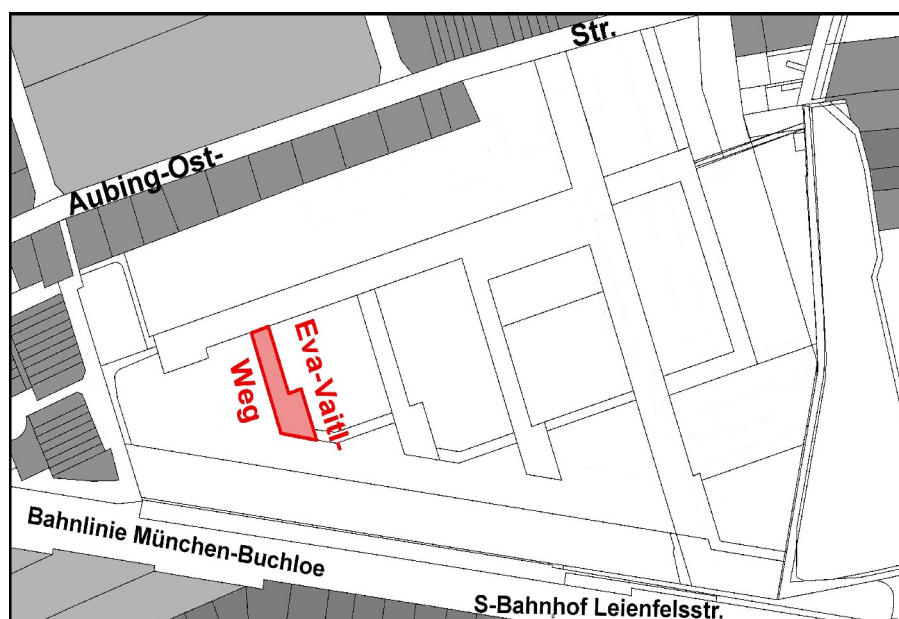 Aubing-Ost-
Str.
Eva-Vaitl-
Weg
Bahnlinie München-Buchloe
S-Bahnhof Leienfelsstr.